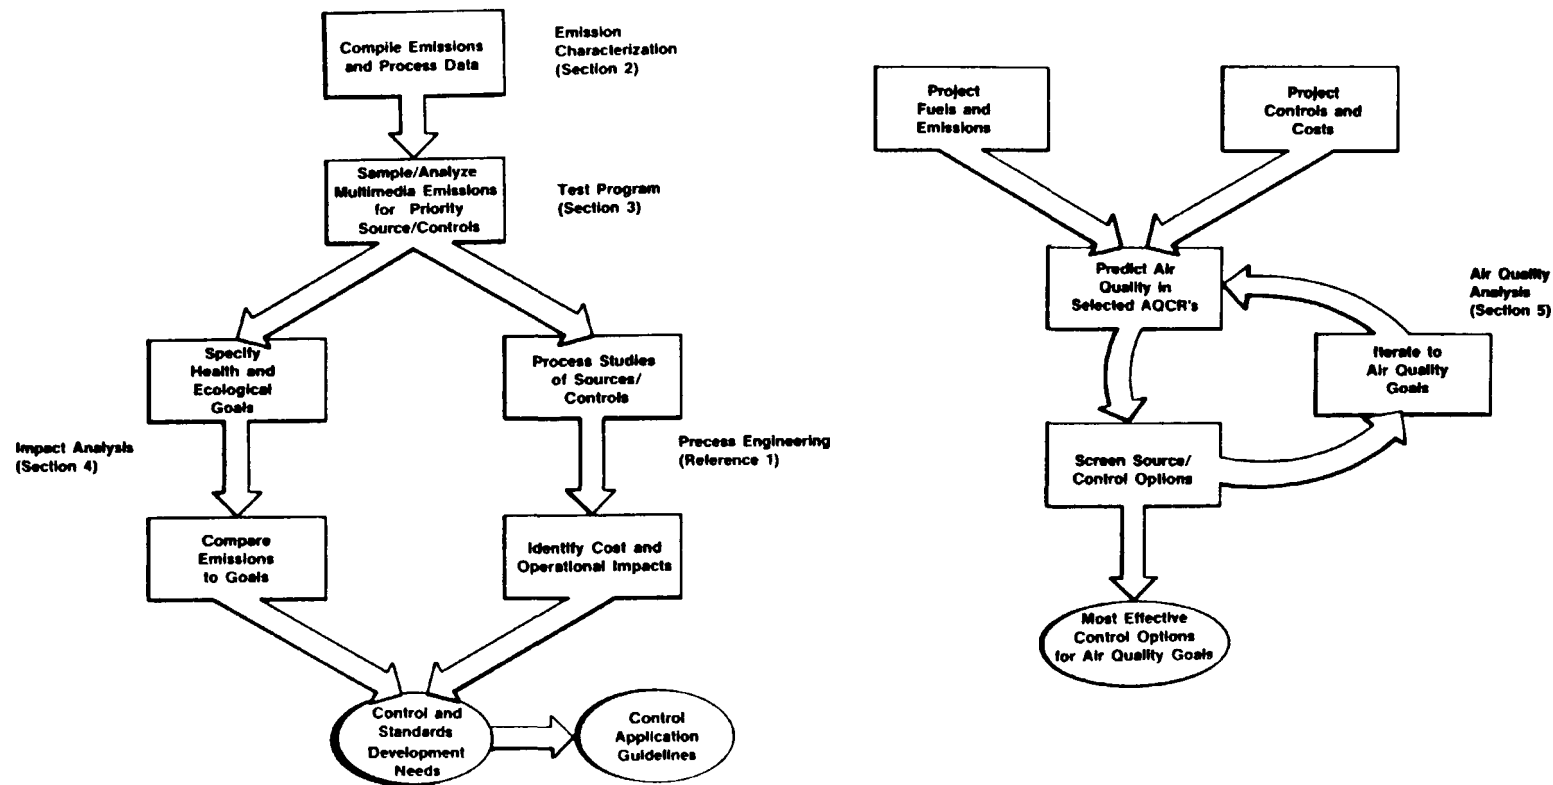 Compile Emissions
and Process Data
Emission
Characterization
(Section 2)
Sample/Analyze
Multimedia Emissions
for Priority
Source/Controls
Test Program
(Section 3)
Specify
Health and
Ecological
Goals
Process Studies
of Sources/
Controls
Impact Analysis
(Section 4)
Precess Engineering
(Reference 1)
Compare
Emissions
to Goals
Identify Cost and
Operational Impacts
Control and
Standards
Development
Needs
Control
Application
Guidelines
Project
Fuels and
Emissions
Project
Controls and
Costs
Predict Air
Quality in
Selected AQCR's
Air Quality
Analysis
(Section 5)
Iterate to
Air Quality
Goals
Screen Source/
Control Options
Most Effective
Control Options
for Air Quality Goals